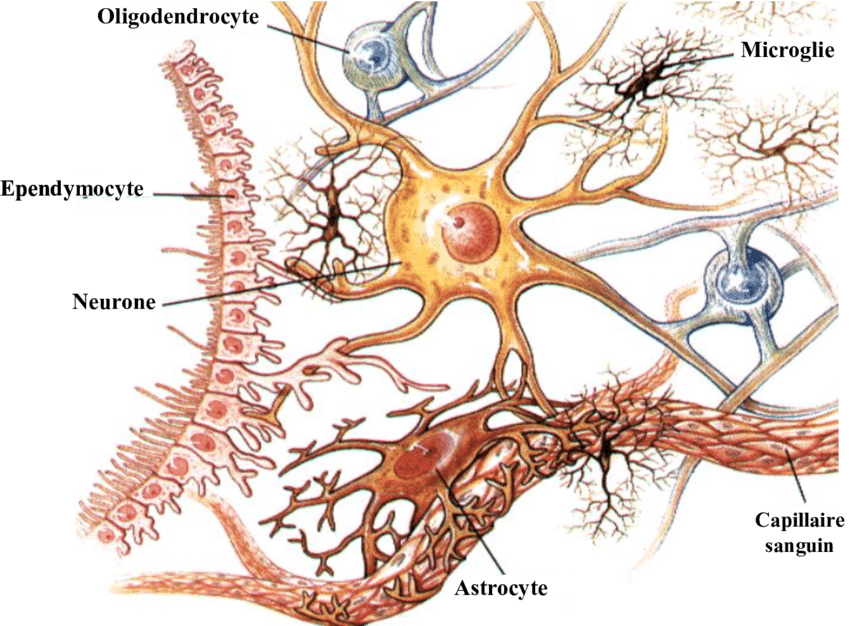 Oligodendrocyte
Microglie
Ependymocyte
Neurone
Capillaire
sanguin
Astrocyte